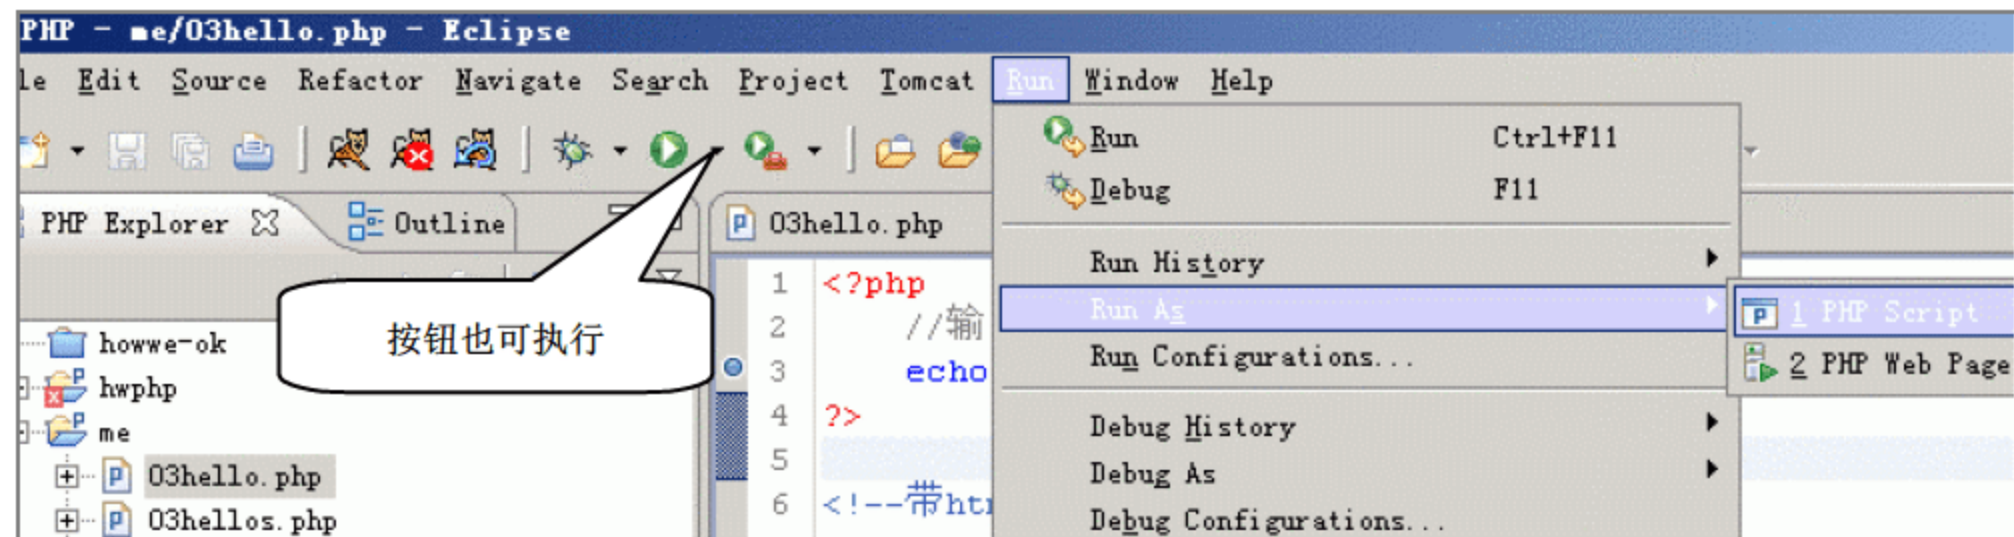 PHP - me/03hello.php - Eclipse
le Edit Source Refactor Navigate Search Project Tomcat Run Window Help
Run Ctrl+F11
Debug F11
PHP Explorer Outline
03hello.php
Run History
Run As
1 PHP Script
Run Configurations...
2 PHP Web Page
Debug History
Debug As
Debug Configurations...
按钮也可执行
howwe-ok
hwphp
me
03hello.php
03hellos.php
1 <?php
2 //输
3 echo
4 ?>
5
6 <!--带ht